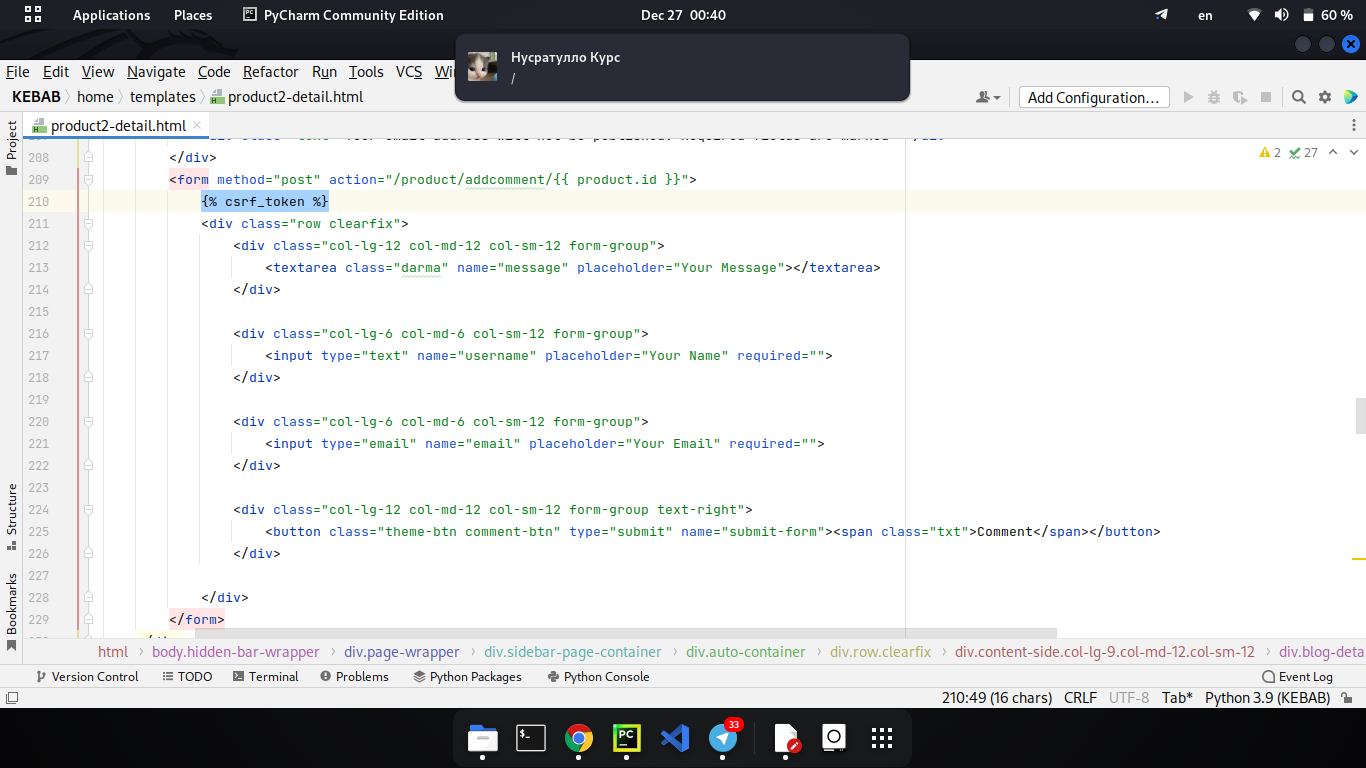 Applications Places PyCharm Community Edition Dec 27 00:40 en 60 %
Нусратулло Курс
/
File Edit View Navigate Code Refactor Run Tools VCS
KEBAB home templates product2-detail.html Add Configuration...
product2-detail.html
Project
2 27
208 </div>
209 <form method="post" action="/product/addcomment/{{ product.id }}">
210 {% csrf_token %}
211 <div class="row clearfix">
212 <div class="col-lg-12 col-md-12 col-sm-12 form-group">
213 <textarea class="darma" name="message" placeholder="Your Message"></textarea>
214 </div>
215
216 <div class="col-lg-6 col-md-6 col-sm-12 form-group">
217 <input type="text" name="username" placeholder="Your Name" required="">
218 </div>
219
220 <div class="col-lg-6 col-md-6 col-sm-12 form-group">
221 <input type="email" name="email" placeholder="Your Email" required="">
222 </div>
223
224 <div class="col-lg-12 col-md-12 col-sm-12 form-group text-right">
225 <button class="theme-btn comment-btn" type="submit" name="submit-form"><span class="txt">Comment</span></button>
226 </div>
227
228 </div>
229 </form>
Structure
Bookmarks
html body.hidden-bar-wrapper div.page-wrapper div.sidebar-page-container div.auto-container div.row.clearfix div.content-side.col-lg-9.col-md-12.col-sm-12 div.blog-deta
Version Control TODO Terminal Problems Python Packages Python Console Event Log
210:49 (16 chars) CRLF UTF-8 Tab* Python 3.9 (KEBAB)
PC
33